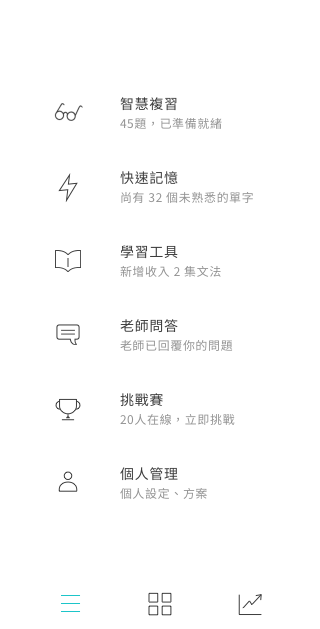 智慧複習
45題，已準備就緒
快速記憶
尚有 32 個未熟悉的單字
學習工具
新增收入 2 集文法
老師問答
老師已回覆你的問題
挑戰賽
20人在線，立即挑戰
個人管理
個人設定、方案